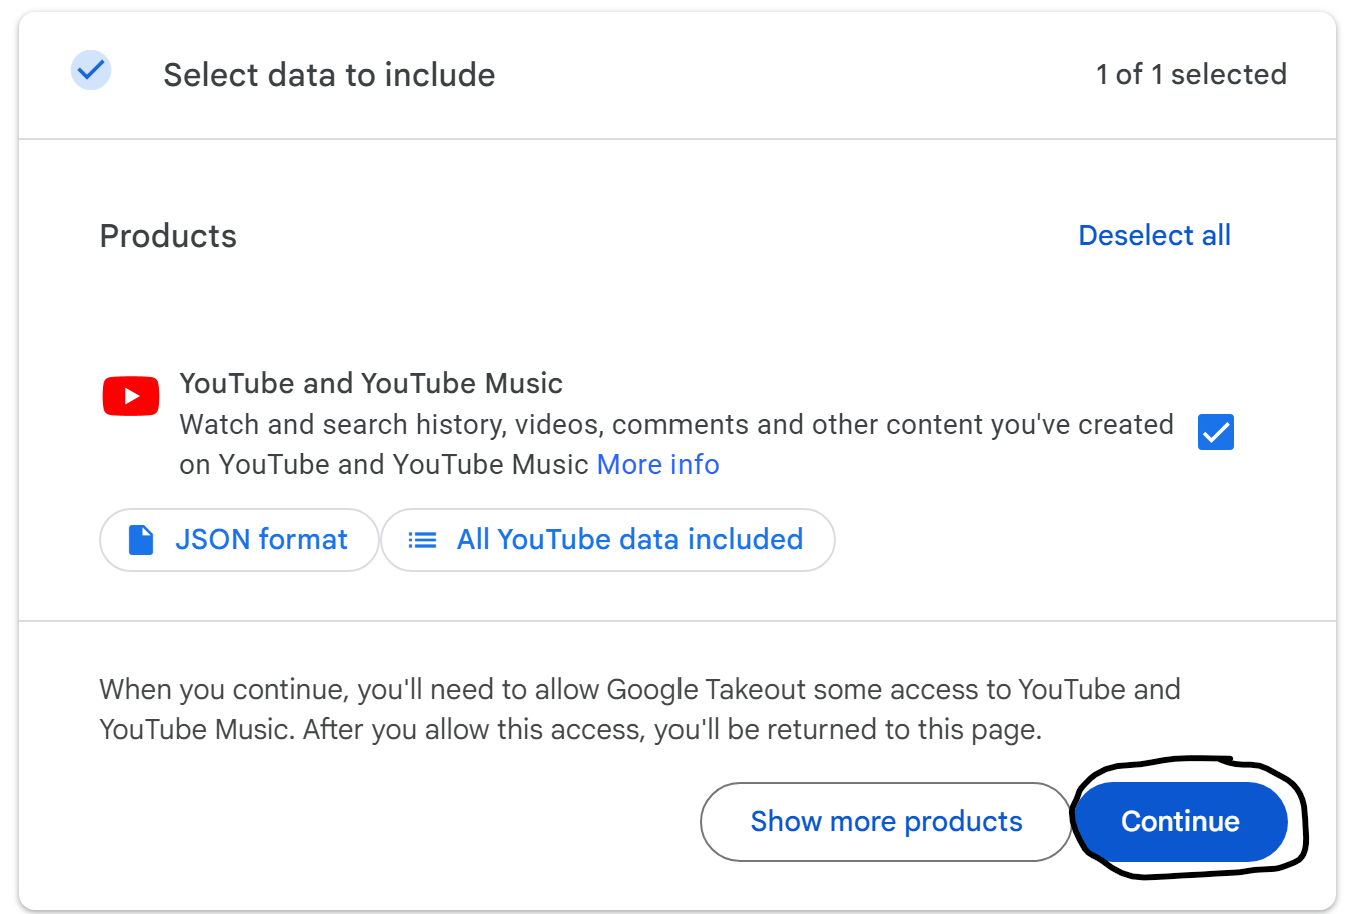 Select data to include
1 of 1 selected
Products
Deselect all
YouTube and YouTube Music
Watch and search history, videos, comments and other content you've created
on YouTube and YouTube Music More info
JSON format
All YouTube data included
When you continue, you'll need to allow Google Takeout some access to YouTube and
YouTube Music. After you allow this access, you'll be returned to this page.
Show more products
Continue